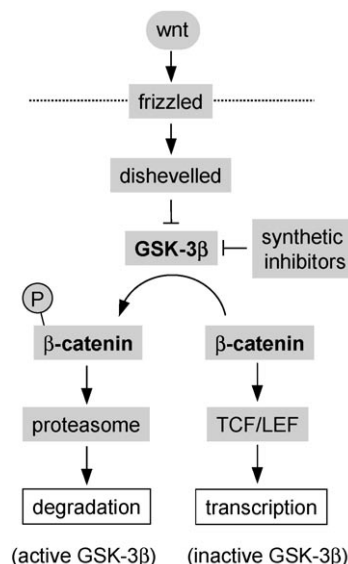 wnt
frizzled
dishevelled
GSK-3β
synthetic
inhibitors
P
β-catenin
β-catenin
proteasome
TCF/LEF
degradation
transcription
(active GSK-3β)
(inactive GSK-3β)